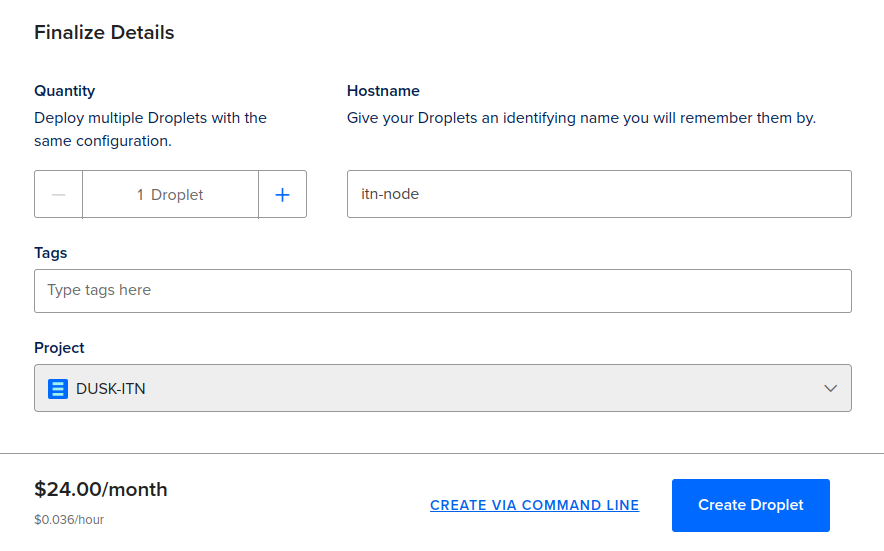 Finalize Details
Quantity
Deploy multiple Droplets with the
same configuration.
1 Droplet
Hostname
Give your Droplets an identifying name you will remember them by.
itn-node
Tags
Type tags here
Project
DUSK-ITN
$24.00/month
$0.036/hour
CREATE VIA COMMAND LINE
Create Droplet